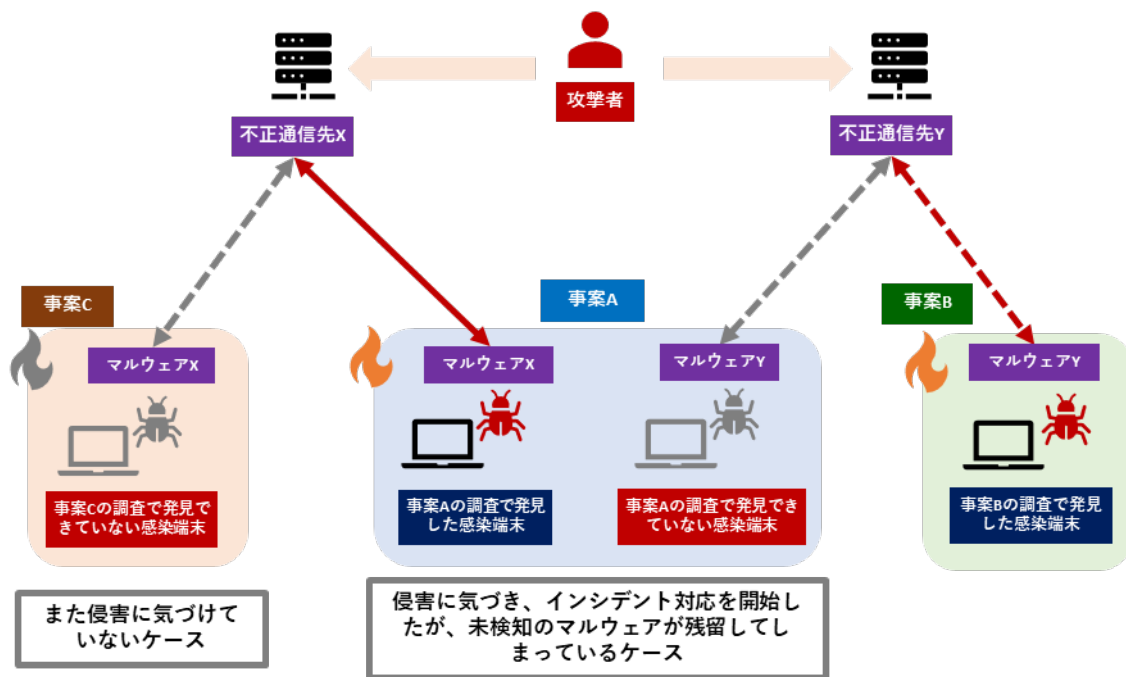 攻撃者
不正通信先X
不正通信先Y
事案C
事案A
事案B
マルウェアX
マルウェアX
マルウェアY
マルウェアY
事案Cの調査で発見で
きていない感染端末
事案Aの調査で発見
した感染端末
事案Aの調査で発見でき
ていない感染端末
事案Bの調査で発見
した感染端末
また侵害に気づけて
いないケース
侵害に気づき、インシデント対応を開始し
たが、未検知のマルウェアが残留してし
まっているケース